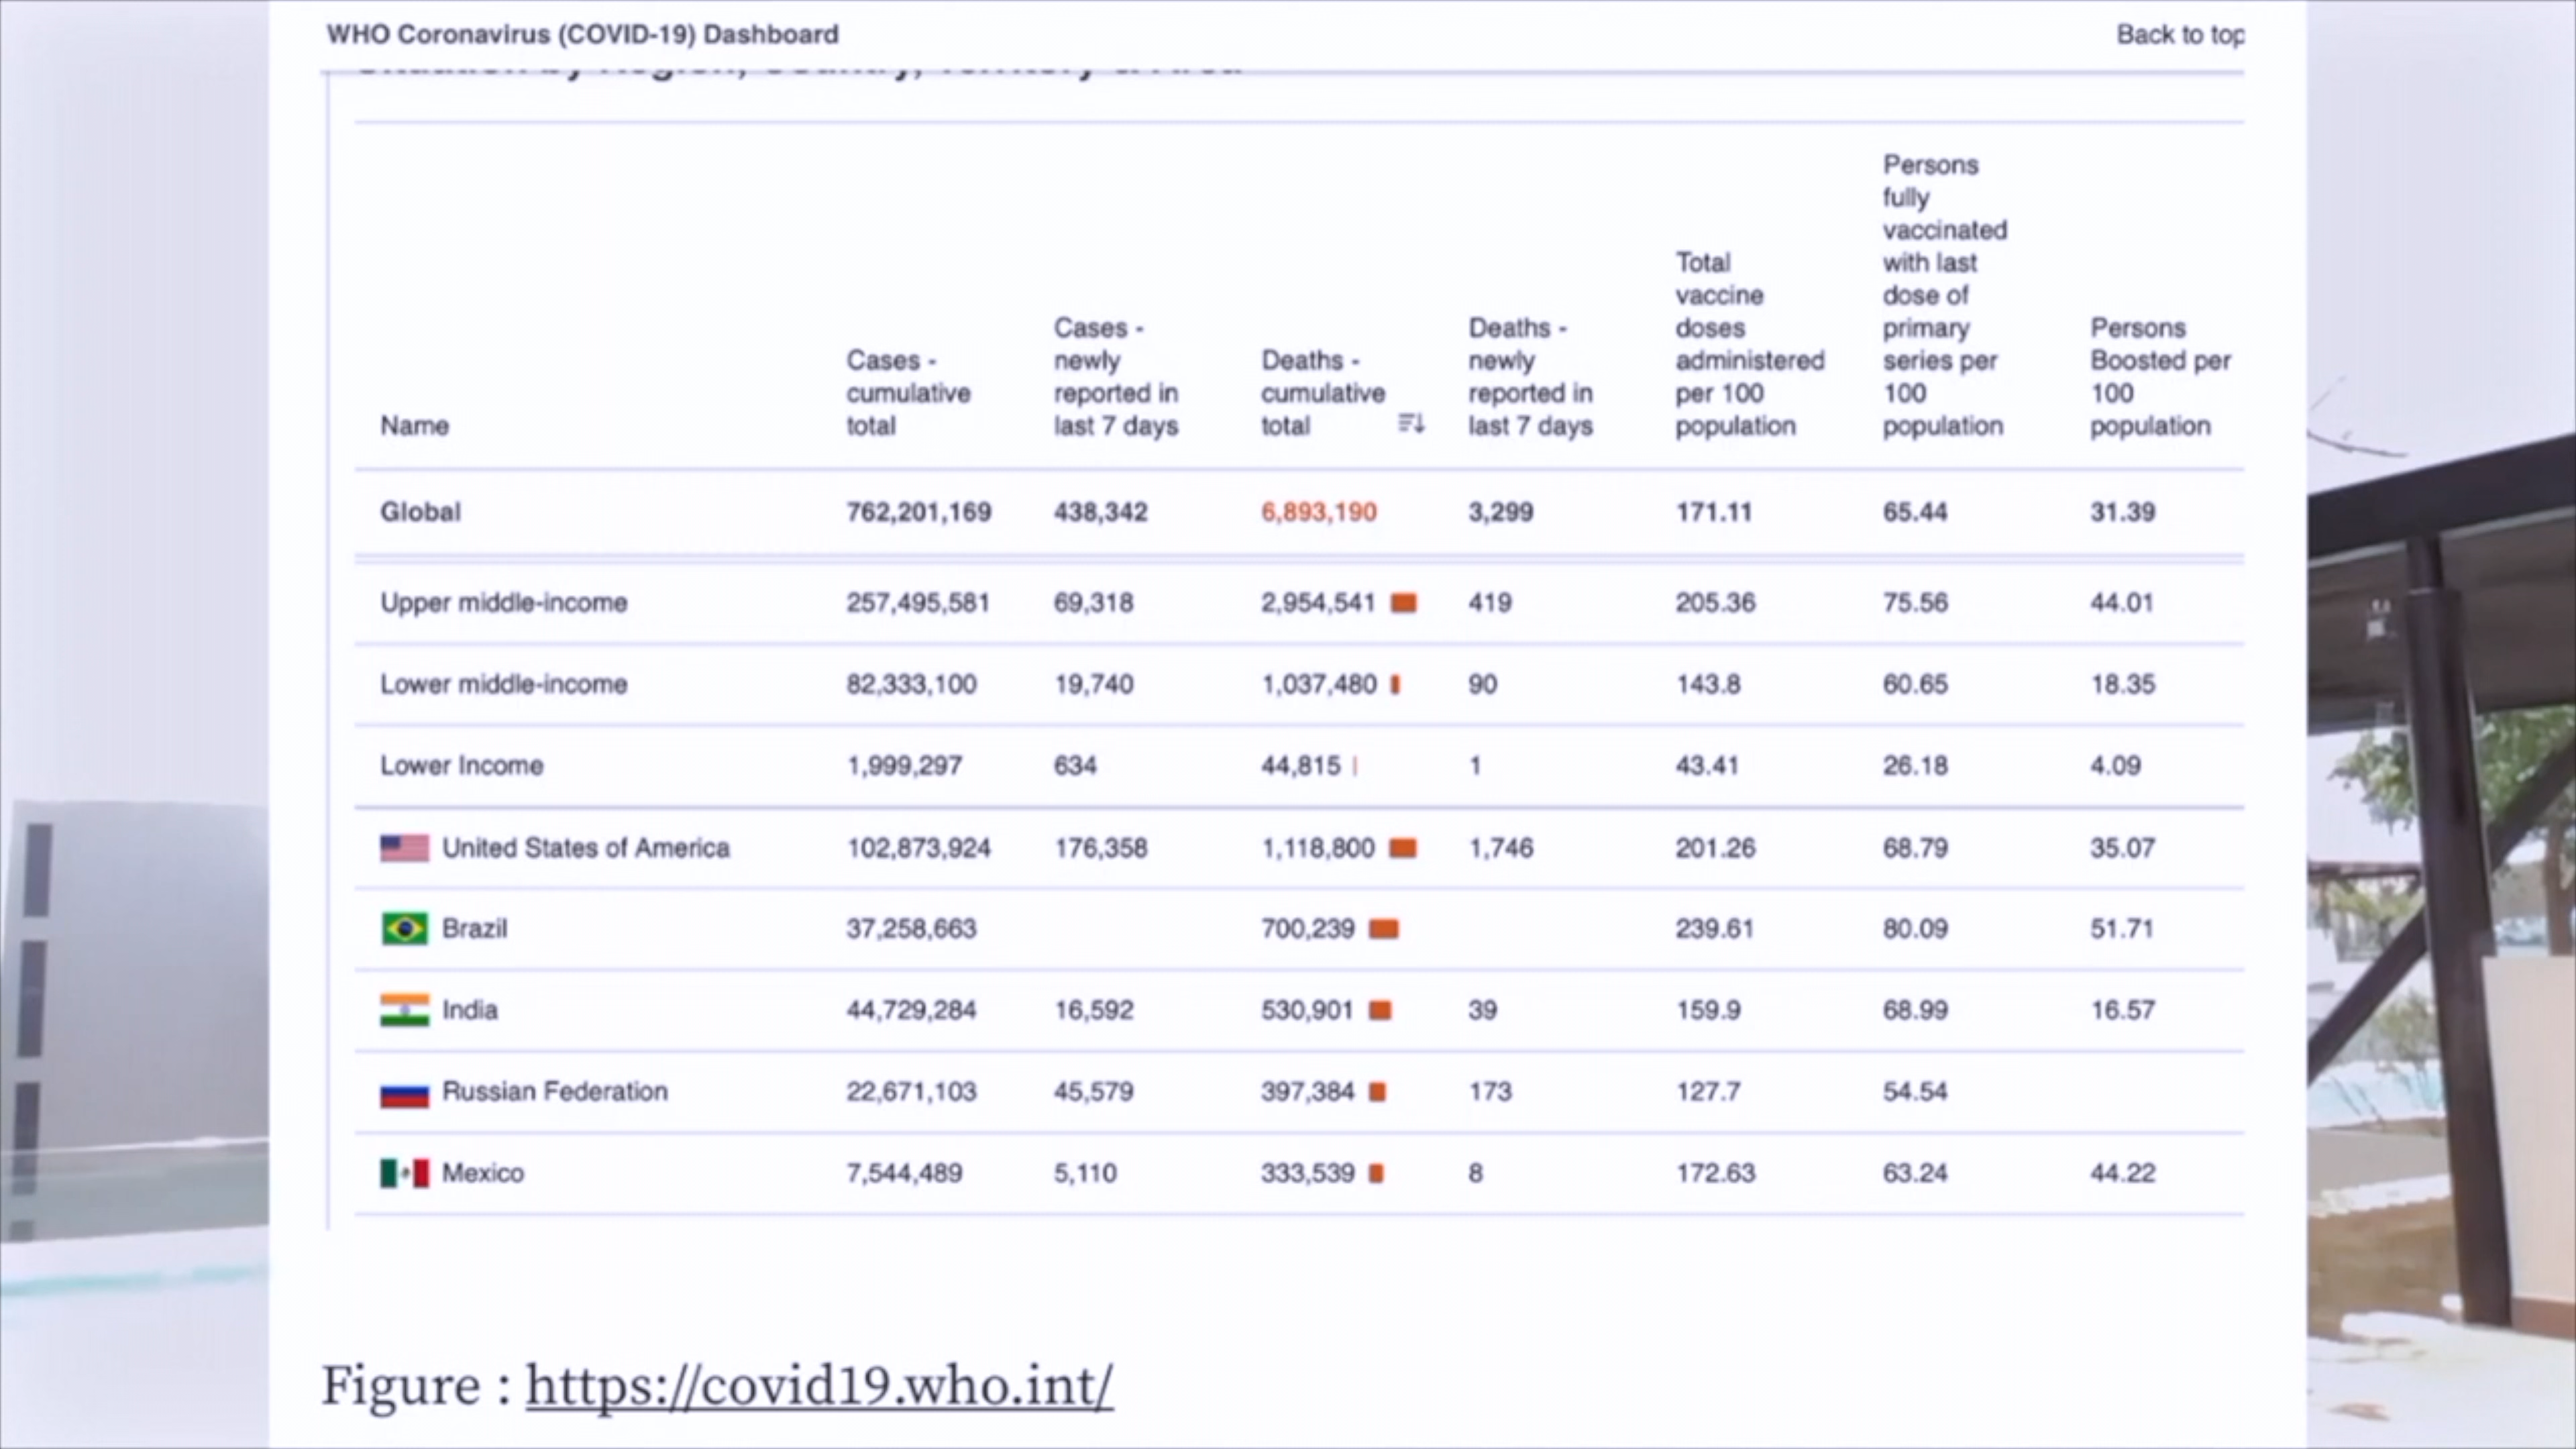 WHO Coronavirus (COVID-19) Dashboard Back to top
Situation by Region, Country, Territory & Area
Name
Cases -
cumulative
total
Cases -
newly
reported in
last 7 days
Deaths -
cumulative
total
Deaths -
newly
reported in
last 7 days
Total
vaccine
doses
administered
per 100
population
Persons
fully
vaccinated
with last
dose of
primary
series per
100
population
Persons
Boosted per
100
population
Global 762,201,169 438,342 6,893,190 3,299 171.11 65.44 31.39
Upper middle-income 257,495,581 69,318 2,954,541 419 205.36 75.56 44.01
Lower middle-income 82,333,100 19,740 1,037,480 90 143.8 60.65 18.35
Lower Income 1,999,297 634 44,815 1 43.41 26.18 4.09
United States of America 102,873,924 176,358 1,118,800 1,746 201.26 68.79 35.07
Brazil 37,258,663 700,239 239.61 80.09 51.71
India 44,729,284 16,592 530,901 39 159.9 68.99 16.57
Russian Federation 22,671,103 45,579 397,384 173 127.7 54.54
Mexico 7,544,489 5,110 333,539 8 172.63 63.24 44.22
Figure : https://covid19.who.int/